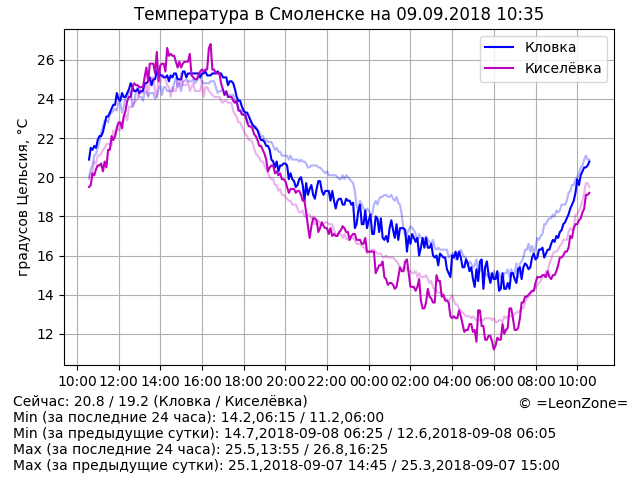 Температура в Смоленске на 09.09.2018 10:35
Кловка
Киселёвка
градусов Цельсия, °C
26
24
22
20
18
16
14
12
10:00 12:00 14:00 16:00 18:00 20:00 22:00 00:00 02:00 04:00 06:00 08:00 10:00
Сейчас: 20.8 / 19.2 (Кловка / Киселёвка)
© =LeonZone=
Min (за последние 24 часа): 14.2,06:15 / 11.2,06:00
Min (за предыдущие сутки): 14.7,2018-09-08 06:25 / 12.6,2018-09-08 06:05
Max (за последние 24 часа): 25.5,13:55 / 26.8,16:25
Max (за предыдущие сутки): 25.1,2018-09-07 14:45 / 25.3,2018-09-07 15:00